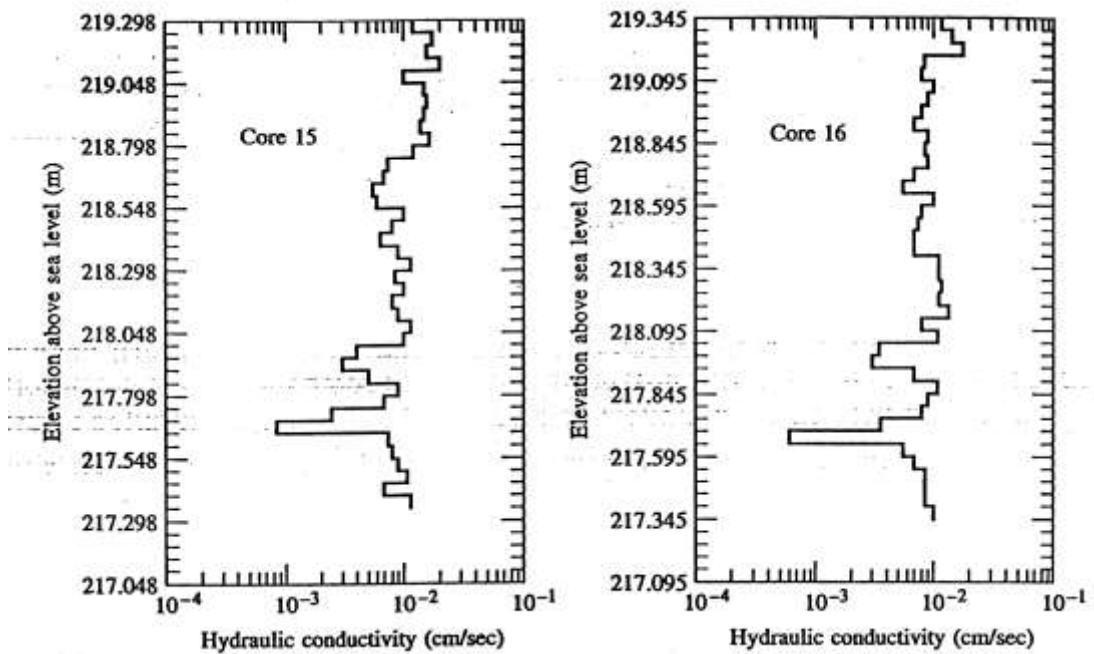 219.298
219.048
218.798
218.548
218.298
218.048
217.798
217.548
217.298
217.048
Elevation above sea level (m)
Core 15
10⁻⁴ 10⁻³ 10⁻² 10⁻¹
Hydraulic conductivity (cm/sec)
219.345
219.095
218.845
218.595
218.345
218.095
217.845
217.595
217.345
217.095
Elevation above sea level (m)
Core 16
10⁻⁴ 10⁻³ 10⁻² 10⁻¹
Hydraulic conductivity (cm/sec)